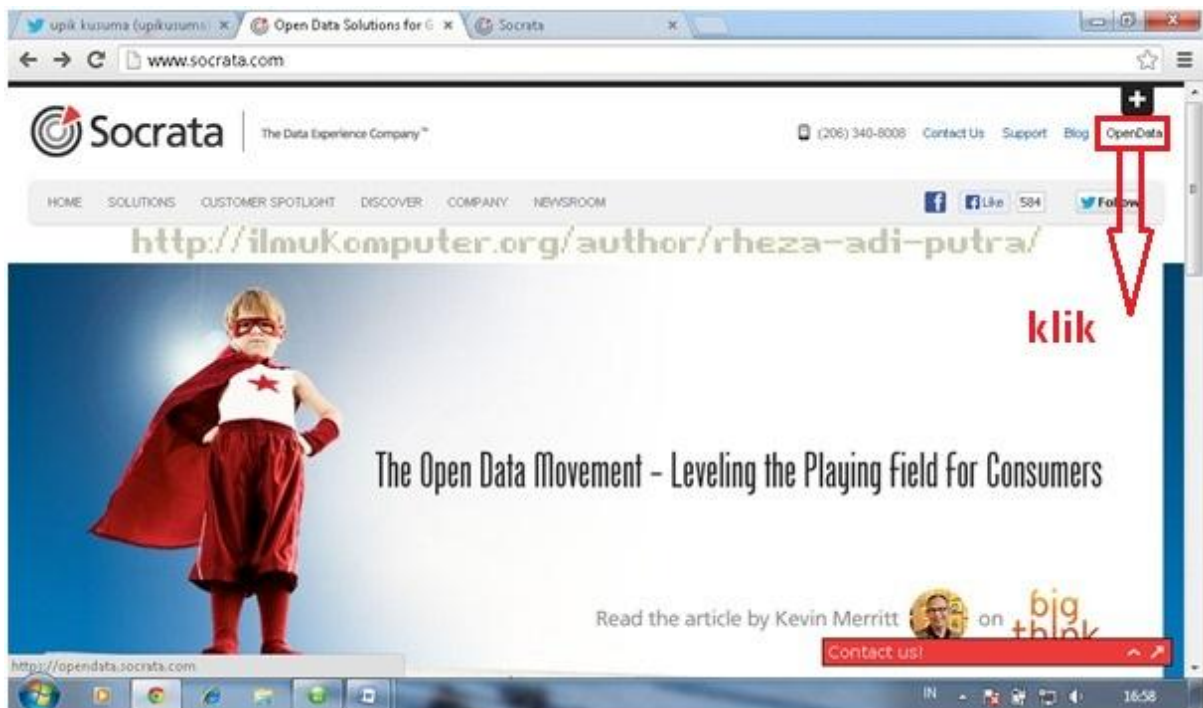 upik kusuma (upikusuma)
Open Data Solutions for G
Socrata
www.socrata.com
Socrata
The Data Experience Company™
(206) 340-8008 Contact Us Support Blog OpenData
HOME SOLUTIONS CUSTOMER SPOTLIGHT DISCOVER COMPANY NEWSROOM
Like 584 Follow
http://ilmuKomputer.org/author/rheza-adi-putra/
klik
The Open Data Movement – Leveling the Playing Field for Consumers
Read the article by Kevin Merritt on big think
Contact us!
https://opendata.socrata.com
IN 16:58